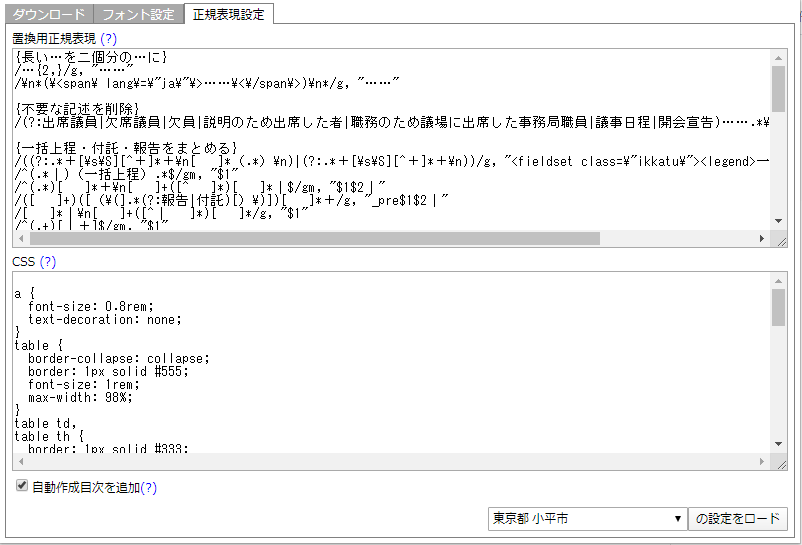 ダウンロード フォント設定 正規表現設定
置換用正規表現 (?)
{長い…を二個分の…に}
/…{2,}/g, "……"
/¥n*(¥<span¥ lang¥=¥"ja¥"¥>……¥<¥/span¥>)¥n*/g, "……"
{不要な記述を削除}
/(?:出席議員|欠席議員|欠員|説明のため出席した者|職務のため議場に出席した事務局職員|議事日程|開会宣告)…….*¥
{一括上程・付託・報告をまとめる}
/((?:.*＋[¥s¥S][^＋]*＋¥n[　 ]*（.*）¥n)|(?:.*＋[¥s¥S][^＋]*＋¥n))/g, "<fieldset class=¥"ikkatu¥"><legend>一
/^(.*｜)（一括上程）.*$/gm, "$1"
/^(.*)[　 ]*＋¥n[　 ]+([^　 ]*)[　 ]*｜$/gm, "$1$2｜"
/([　 ]+)([（¥(].*(?:報告|付託)[）¥)])[　 ]*＋/g, "_pre$1$2｜"
/[　 ]*｜¥n[　 ]+([^｜　 ]*)[　 ]*/g, "$1"
/^(.+)[｜＋]$/gm, "$1"
CSS (?)
a {
font-size: 0.8rem;
text-decoration: none;
}
table {
border-collapse: collapse;
border: 1px solid #555;
font-size: 1rem;
max-width: 98%;
}
table td,
table th {
border: 1px solid #333;
自動作成目次を追加(?)
東京都 小平市 の設定をロード